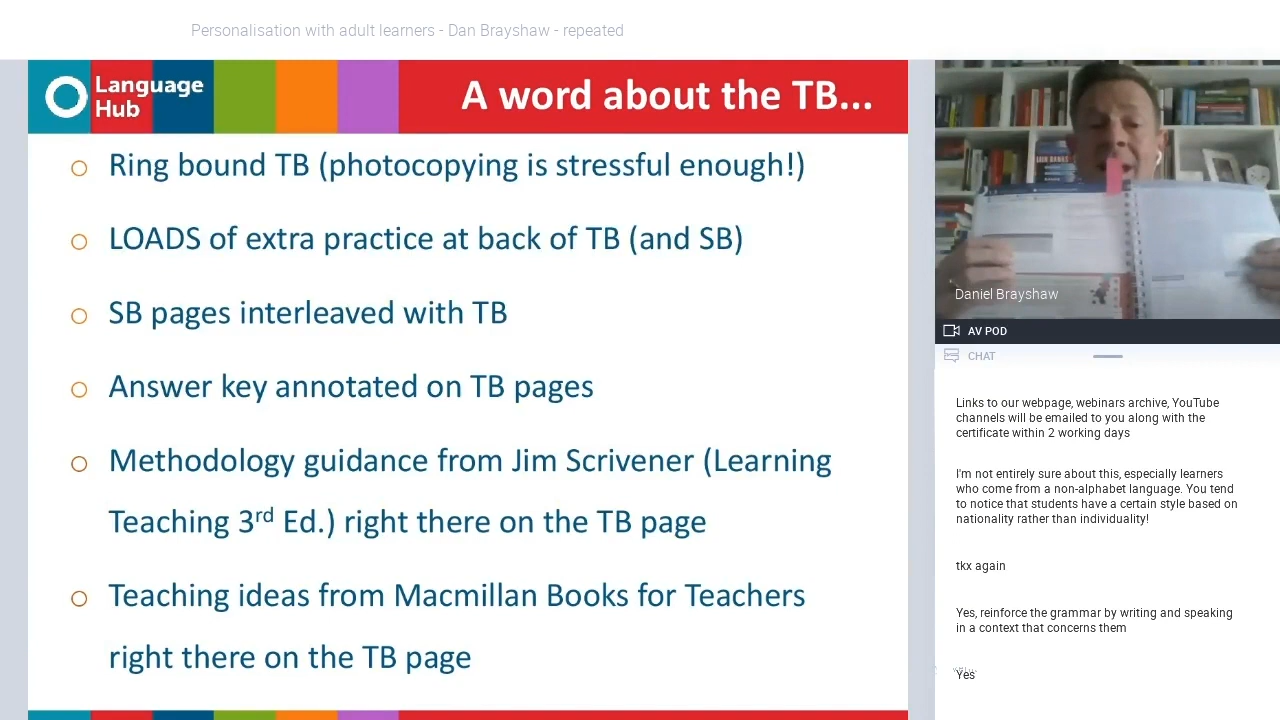 Personalisation with adult learners - Dan Brayshaw - repeated
Language
Hub
A word about the TB...
Ring bound TB (photocopying is stressful enough!)
LOADS of extra practice at back of TB (and SB)
SB pages interleaved with TB
Answer key annotated on TB pages
Methodology guidance from Jim Scrivener (Learning
Teaching 3rd Ed.) right there on the TB page
Teaching ideas from Macmillan Books for Teachers
right there on the TB page
IAIN BANKS
Daniel Brayshaw
AV POD
CHAT
Links to our webpage, webinars archive, YouTube
channels will be emailed to you along with the
certificate within 2 working days
I'm not entirely sure about this, especially learners
who come from a non-alphabet language. You tend
to notice that students have a certain style based on
nationality rather than individuality!
tkx again
Yes, reinforce the grammar by writing and speaking
in a context that concerns them
Yes